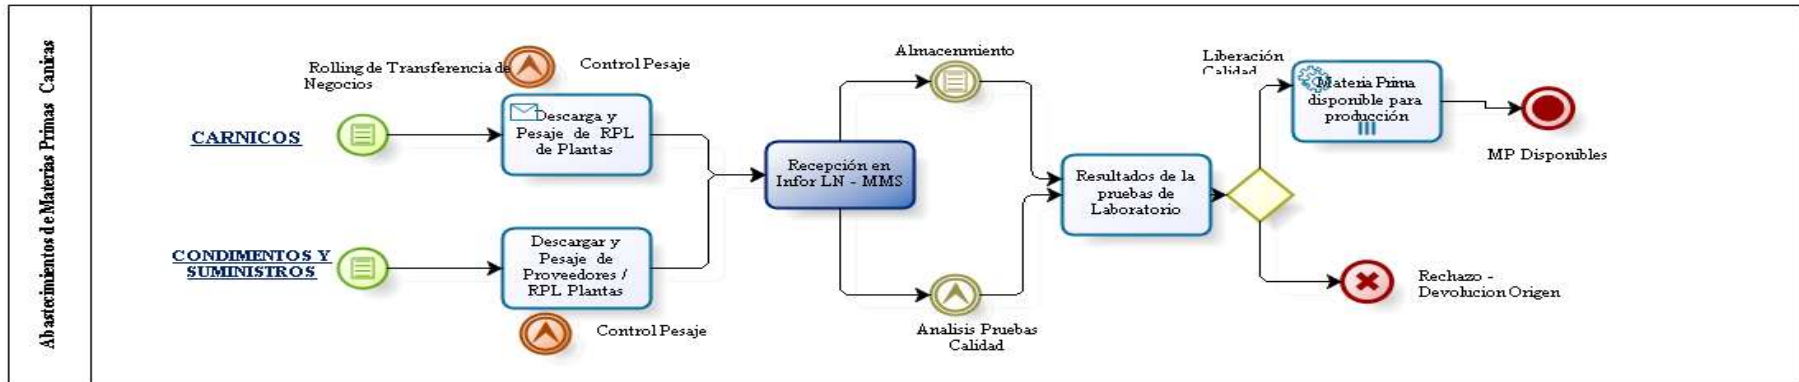 Abastecimientos de Materias Primas Canicas
Rolling de Transferencia de
Negocios
Control Pesaje
CARNICOS
Descarga y
Pesaje de RPL
de Plantas
CONDIMENTOS Y
SUMINISTROS
Descargar y
Pesaje de
Proveedores /
RPL Plantas
Control Pesaje
Recepción en
Infor LN - MMS
Almacenmiento
Analisis Pruebas
Calidad
Resultados de la
pruebas de
Laboratorio
Liberación
Calidad
Materia Prima
disponible para
producción
MP Disponibles
Rechazo -
Devolucion Origen